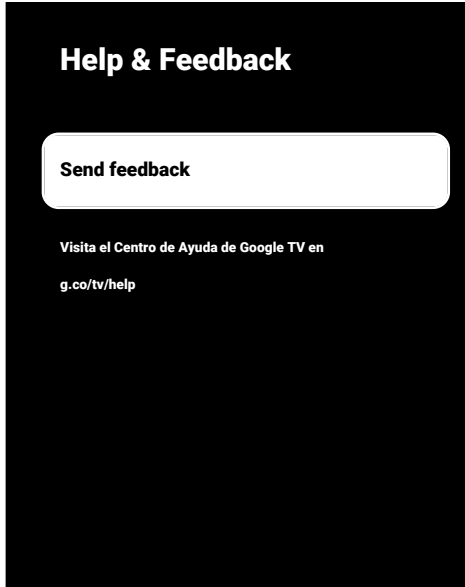 Help & Feedback
Send feedback
Visita el Centro de Ayuda de Google TV en
g.co/tv/help